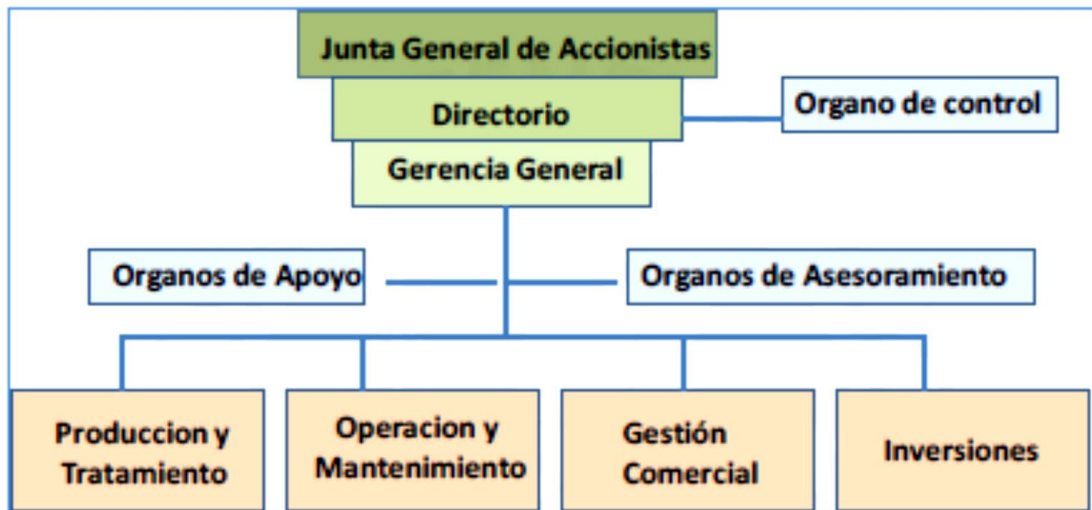 Junta General de Accionistas
Directorio
Organo de control
Gerencia General
Organos de Apoyo
Organos de Asesoramiento
Produccion y
Tratamiento
Operacion y
Mantenimiento
Gestión
Comercial
Inversiones